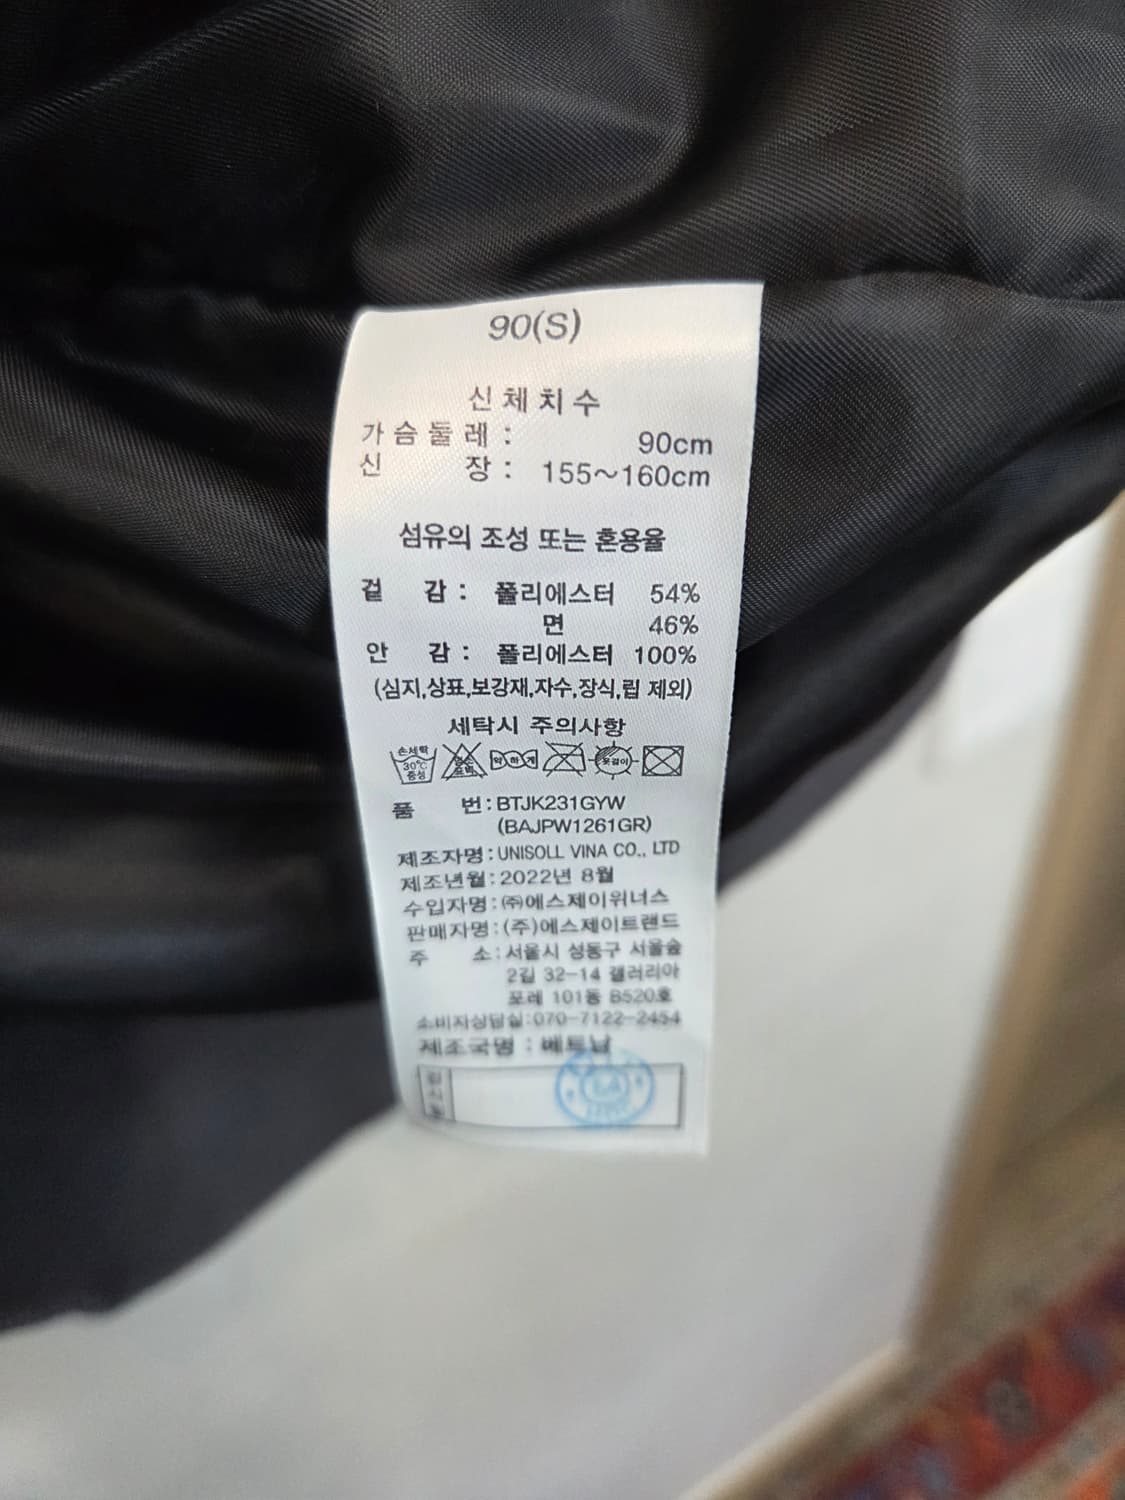 90(S)
신체치수
가슴둘레 : 90cm
신 장 : 155~160cm
섬유의 조성 또는 혼용율
겉 감 : 폴리에스터 54%
면 46%
안 감 : 폴리에스터 100%
(심지,상표,보강재,자수,장식,립 제외)
세탁시 주의사항
손세탁 30℃ 중성 염소 표백 약하게 옷걸이
품 번 : BTJK231GYW
(BAJPW1261GR)
제조자명 : UNISOLL VINA CO., LTD
제조년월 : 2022년 8월
수입자명 : ㈜에스제이위너스
판매자명 : (주)에스제이트랜드
주 소 : 서울시 성동구 서울숲
2길 32-14 갤러리아
포레 101동 B520호
소비자상담실:070-7122-2454
제조국명 : 베트남